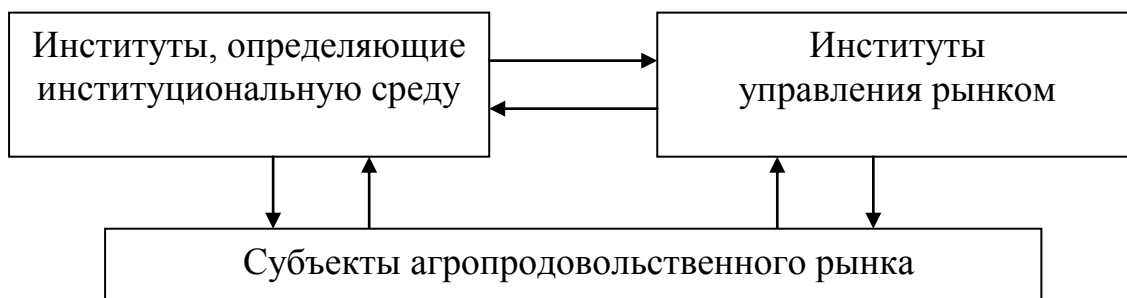 Институты, определяющие
институциональную среду
Институты
управления рынком
Субъекты агропродовольственного рынка